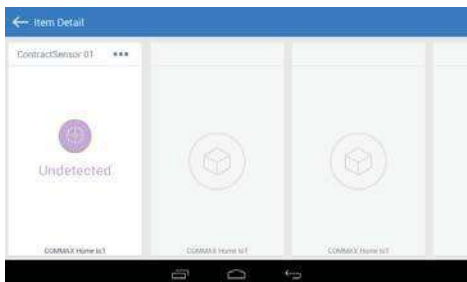 Item Detail
ContractSensor 01
Undetected
COMMAX Home IoT
COMMAX Home IoT
COMMAX Home IoT